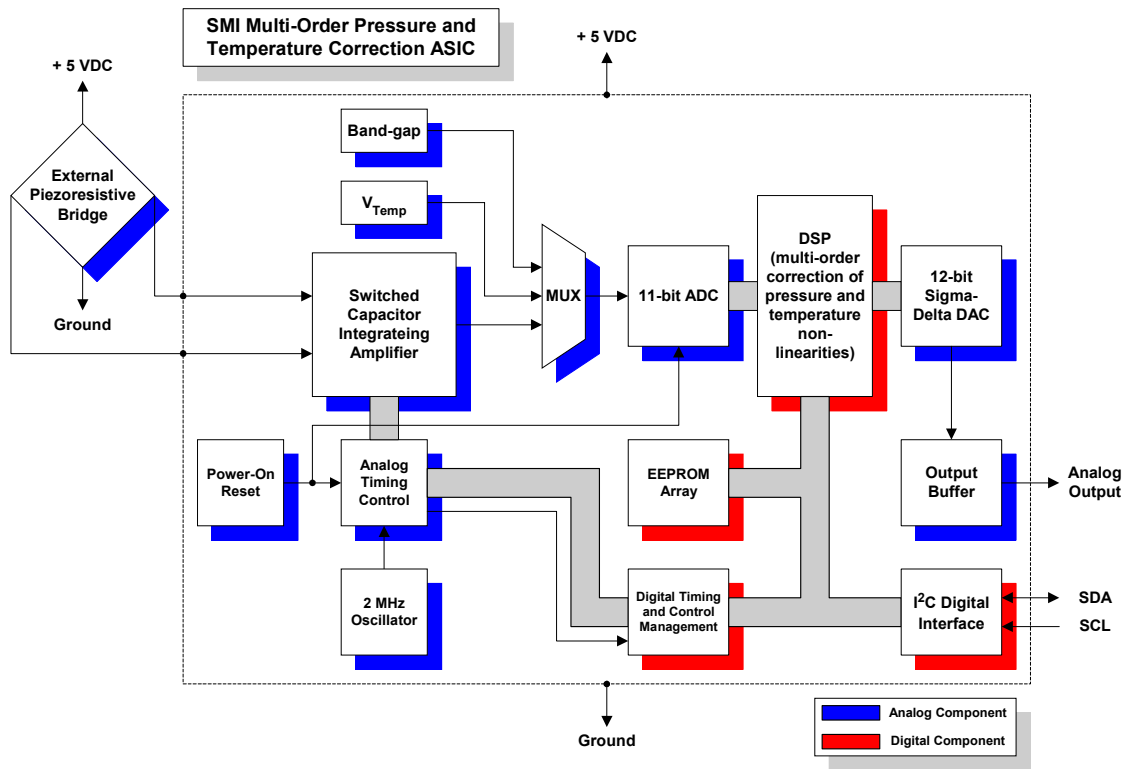 SMI Multi-Order Pressure and
Temperature Correction ASIC
+ 5 VDC
+ 5 VDC
External
Piezoresistive
Bridge
Ground
Band-gap
VTemp
Switched
Capacitor
Integrateing
Amplifier
MUX
11-bit ADC
DSP
(multi-order
correction of
pressure and
temperature
non-
linearities)
12-bit
Sigma-
Delta DAC
Power-On
Reset
Analog
Timing
Control
EEPROM
Array
Output
Buffer
Analog
Output
2 MHz
Oscillator
Digital Timing
and Control
Management
I²C Digital
Interface
SDA
SCL
Ground
Analog Component
Digital Component